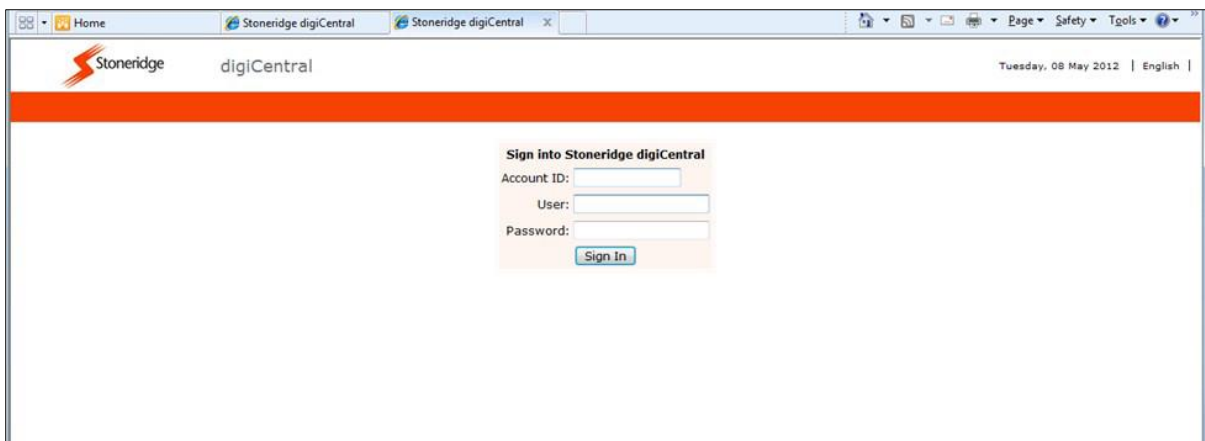 Home Stoneridge digiCentral Stoneridge digiCentral x Page Safety Tools »
Stoneridge digiCentral Tuesday, 08 May 2012 | English |
Sign into Stoneridge digiCentral
Account ID:
User:
Password:
Sign In